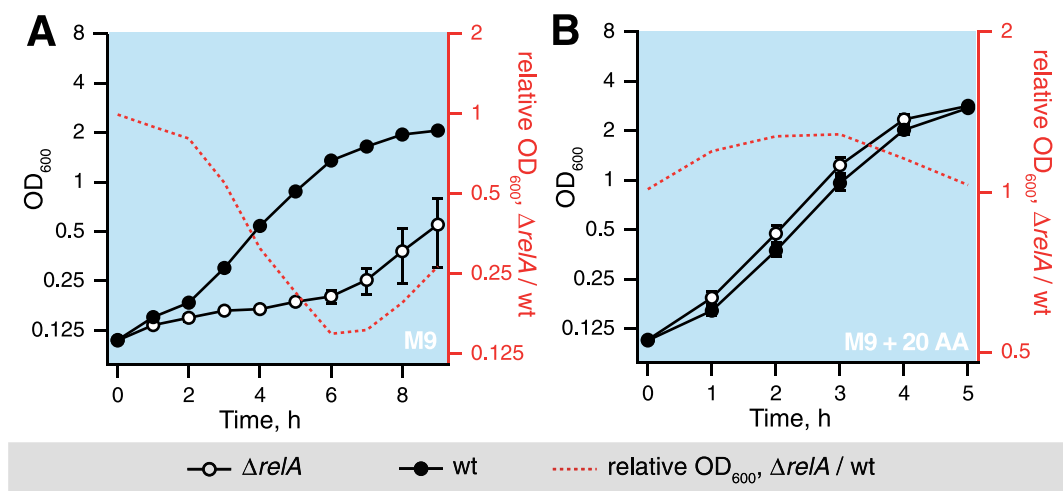 A
8
4
2
1
0.5
0.25
0.125
OD600
2
1
0.5
0.25
0.125
relative OD600, ΔrelA / wt
M9
0 2 4 6 8
Time, h
B
8
4
2
1
0.5
0.25
0.125
OD600
2
1
0.5
relative OD600, ΔrelA / wt
M9 + 20 AA
0 1 2 3 4 5
Time, h
ΔrelA wt relative OD600, ΔrelA / wt